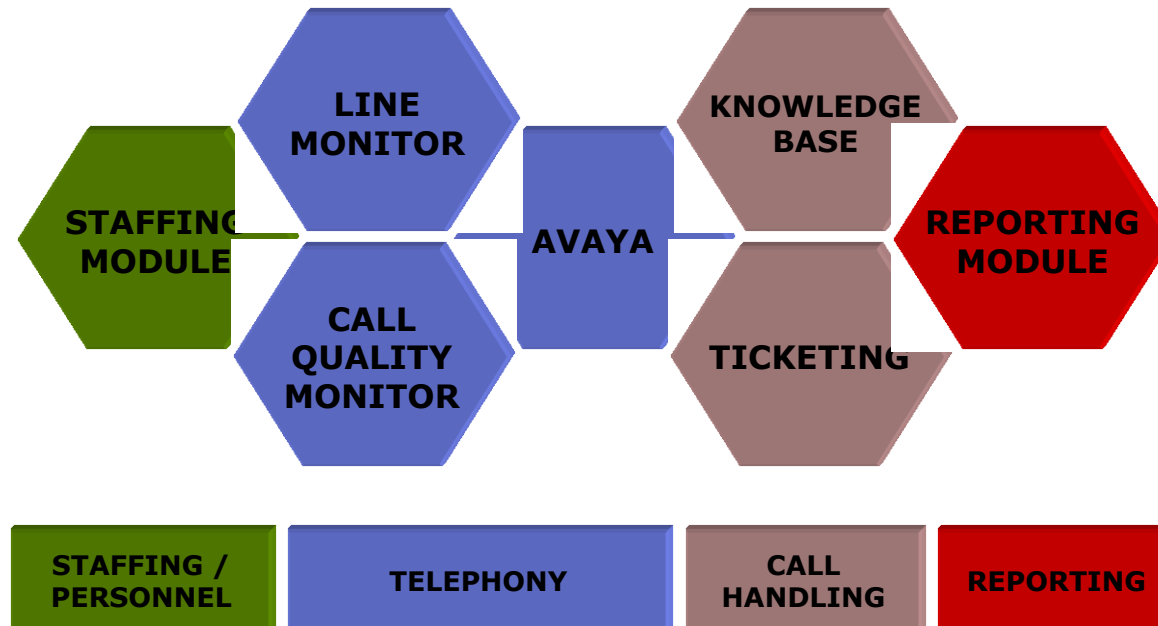 LINE
MONITOR
KNOWLEDGE
BASE
STAFFING
MODULE
AVAYA
REPORTING
MODULE
CALL
QUALITY
MONITOR
TICKETING
STAFFING /
PERSONNEL
TELEPHONY
CALL
HANDLING
REPORTING